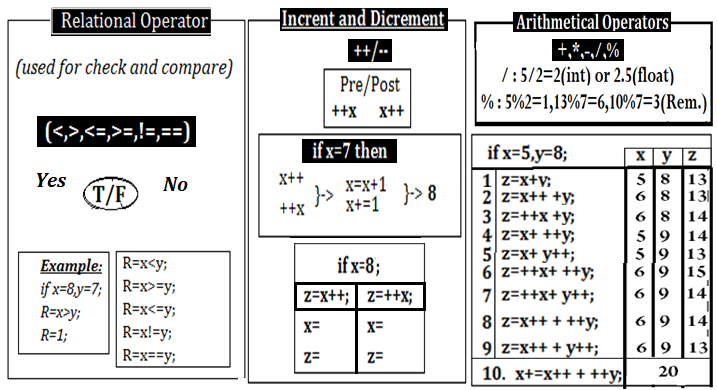 Relational Operator
(used for check and compare)
(<,>,<=,>=,!=,==)
Yes
T/F
No
Example:
if x=8,y=7;
R=x>y;
R=1;
R=x<y;
R=x>=y;
R=x<=y;
R=x!=y;
R=x==y;
Incrent and Dicrement
++/--
Pre/Post
++x x++
if x=7 then
x++
++x
}->
x=x+1
x+=1
}-> 8
if x=8;
z=x++; z=++x;
x= x=
z= z=
Arithmetical Operators
+,*,-,/,%
/ : 5/2=2(int) or 2.5(float)
% : 5%2=1,13%7=6,10%7=3(Rem.)
if x=5,y=8; x y z
1 z=x+y; 5 8 13
2 z=x++ +y; 6 8 13
3 z=++x +y; 6 8 14
4 z=x+ ++y; 5 9 14
5 z=x+ y++; 5 9 13
6 z=++x+ ++y; 6 9 15
7 z=++x+ y++; 6 9 14
8 z=x++ + ++y; 6 9 14
9 z=x++ + y++; 6 9 13
10. x+=x++ + ++y; 20